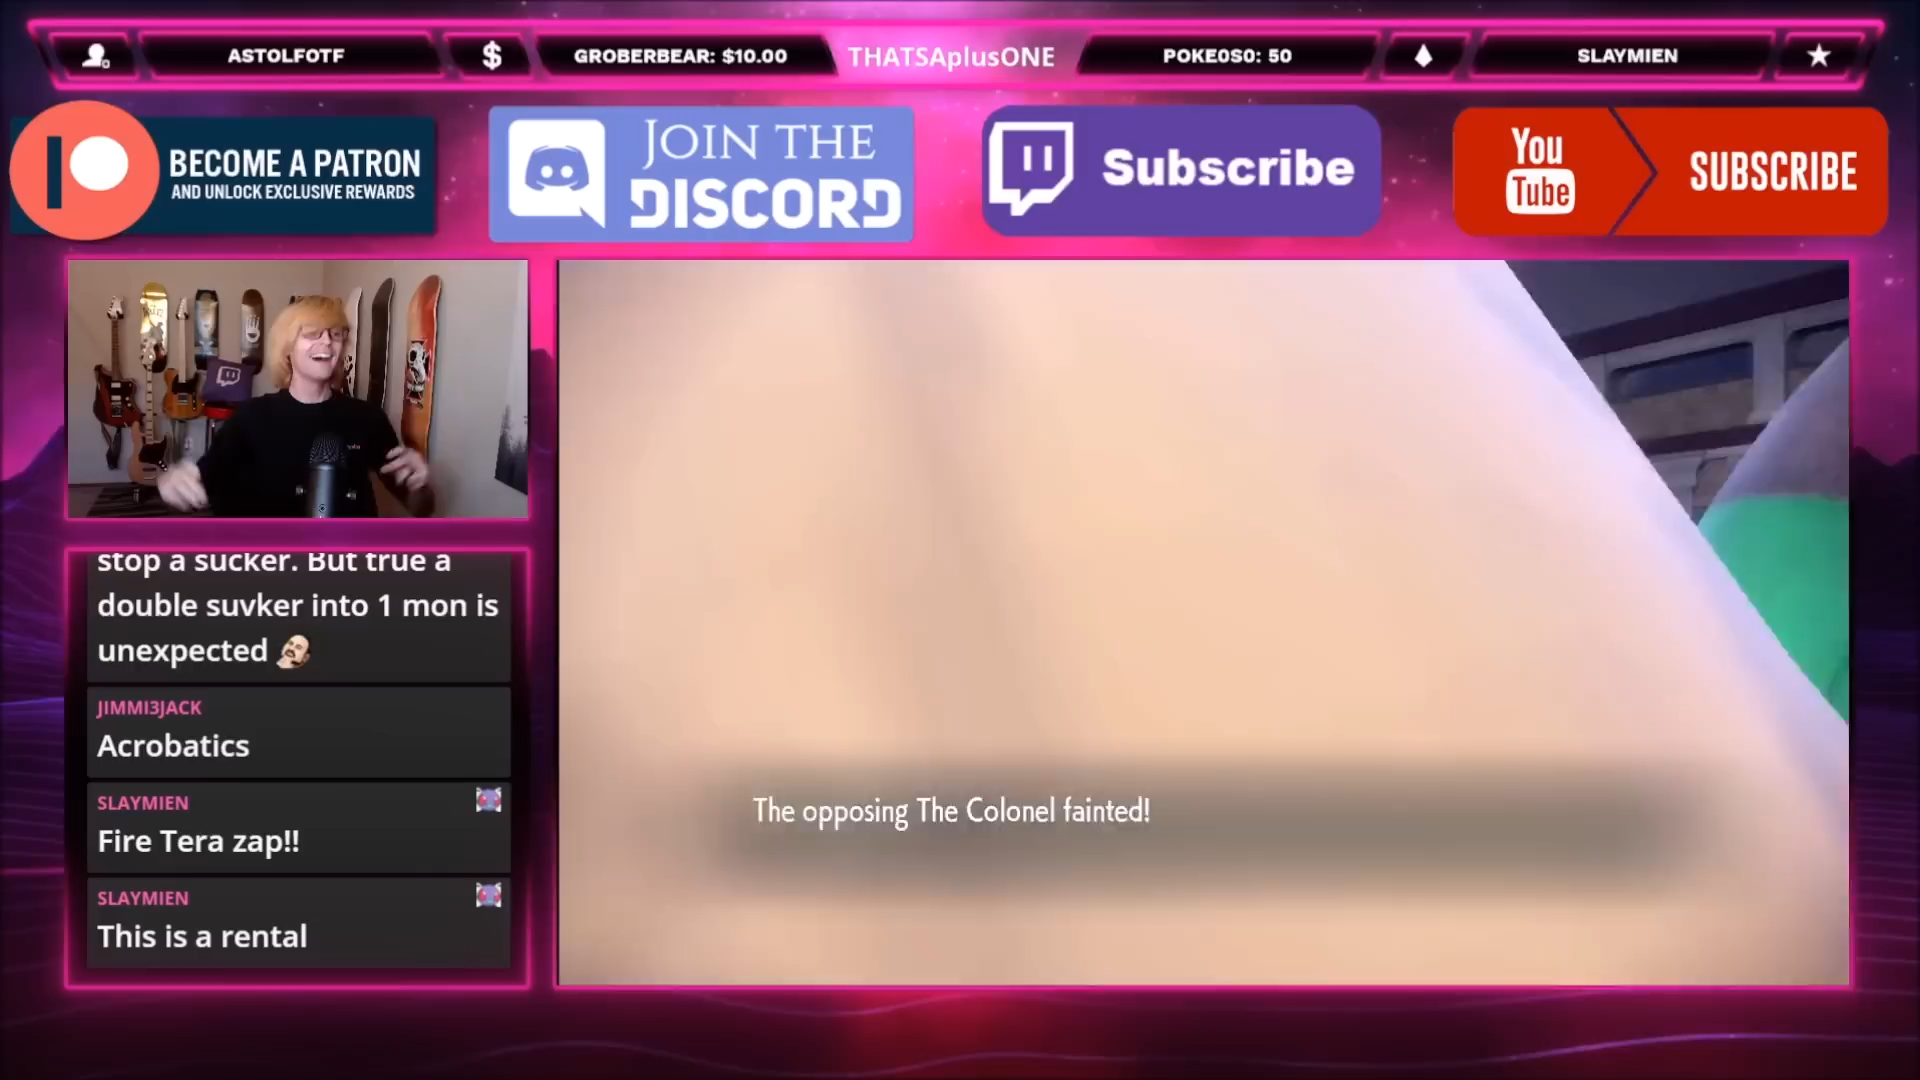 ASTOLFOTF
$
GROBERBEAR: $10.00
THATSAplusONE
POKE0S0: 50
SLAYMIEN
BECOME A PATRON
AND UNLOCK EXCLUSIVE REWARDS
JOIN THE
DISCORD
Subscribe
You
Tube
SUBSCRIBE
stop a sucker. But true a
double suvker into 1 mon is
unexpected
JIMMI3JACK
Acrobatics
SLAYMIEN
Fire Tera zap!!
SLAYMIEN
This is a rental
The opposing The Colonel fainted!